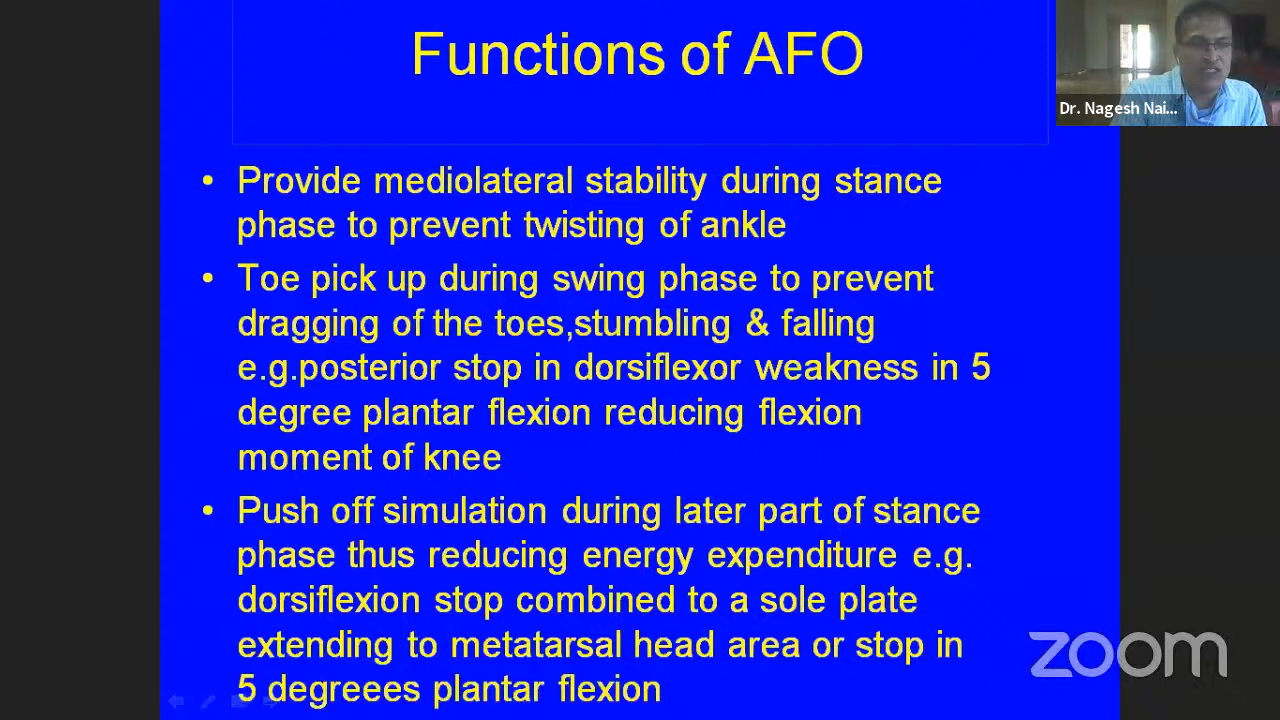 Functions of AFO
Dr. Nagesh Nai...
• Provide mediolateral stability during stance
phase to prevent twisting of ankle
• Toe pick up during swing phase to prevent
dragging of the toes,stumbling & falling
e.g.posterior stop in dorsiflexor weakness in 5
degree plantar flexion reducing flexion
moment of knee
• Push off simulation during later part of stance
phase thus reducing energy expenditure e.g.
dorsiflexion stop combined to a sole plate
extending to metatarsal head area or stop in
5 degreees plantar flexion
zoom